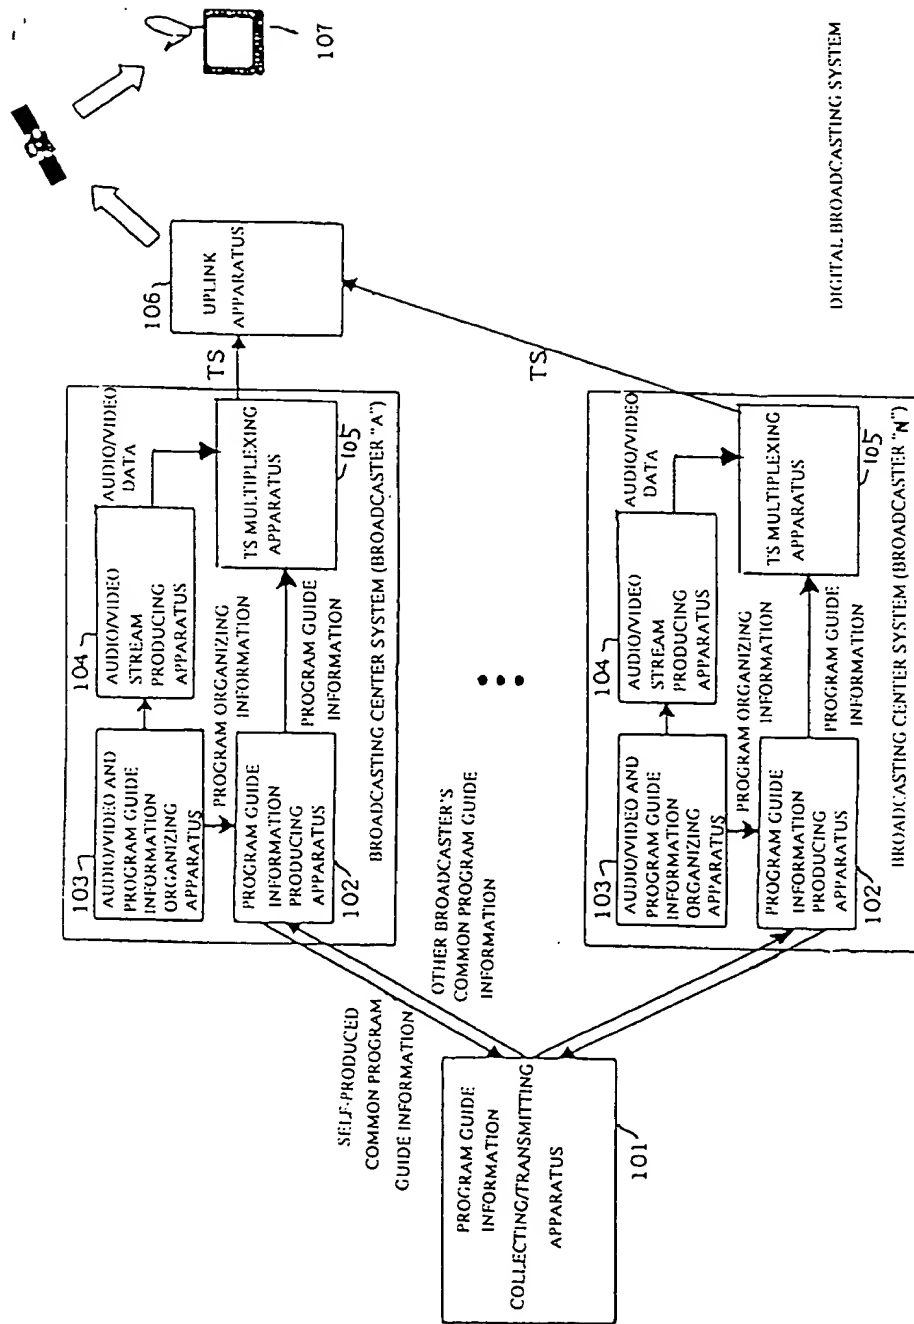 DIGITAL BROADCASTING SYSTEM
107
106
UPLINK
APPARATUS
TS
TS
BROADCASTING CENTER SYSTEM (BROADCASTER "A")
103
AUDIO/VIDEO AND
PROGRAM GUIDE
INFORMATION
ORGANIZING
APPARATUS
104
AUDIO/VIDEO
STREAM
PRODUCING
APPARATUS
AUDIO/VIDEO
DATA
PROGRAM ORGANIZING
INFORMATION
PROGRAM GUIDE
INFORMATION
PRODUCING
APPARATUS
102
PROGRAM GUIDE
INFORMATION
TS MULTIPLEXING
APPARATUS
105
BROADCASTING CENTER SYSTEM (BROADCASTER "N")
103
AUDIO/VIDEO AND
PROGRAM GUIDE
INFORMATION
ORGANIZING
APPARATUS
104
AUDIO/VIDEO
STREAM
PRODUCING
APPARATUS
AUDIO/VIDEO
DATA
PROGRAM ORGANIZING
INFORMATION
PROGRAM GUIDE
INFORMATION
PRODUCING
APPARATUS
102
PROGRAM GUIDE
INFORMATION
TS MULTIPLEXING
APPARATUS
105
SELF-PRODUCED
COMMON PROGRAM
GUIDE INFORMATION
OTHER BROADCASTER'S
COMMON PROGRAM GUIDE
INFORMATION
PROGRAM GUIDE
INFORMATION
COLLECTING/TRANSMITTING
APPARATUS
101